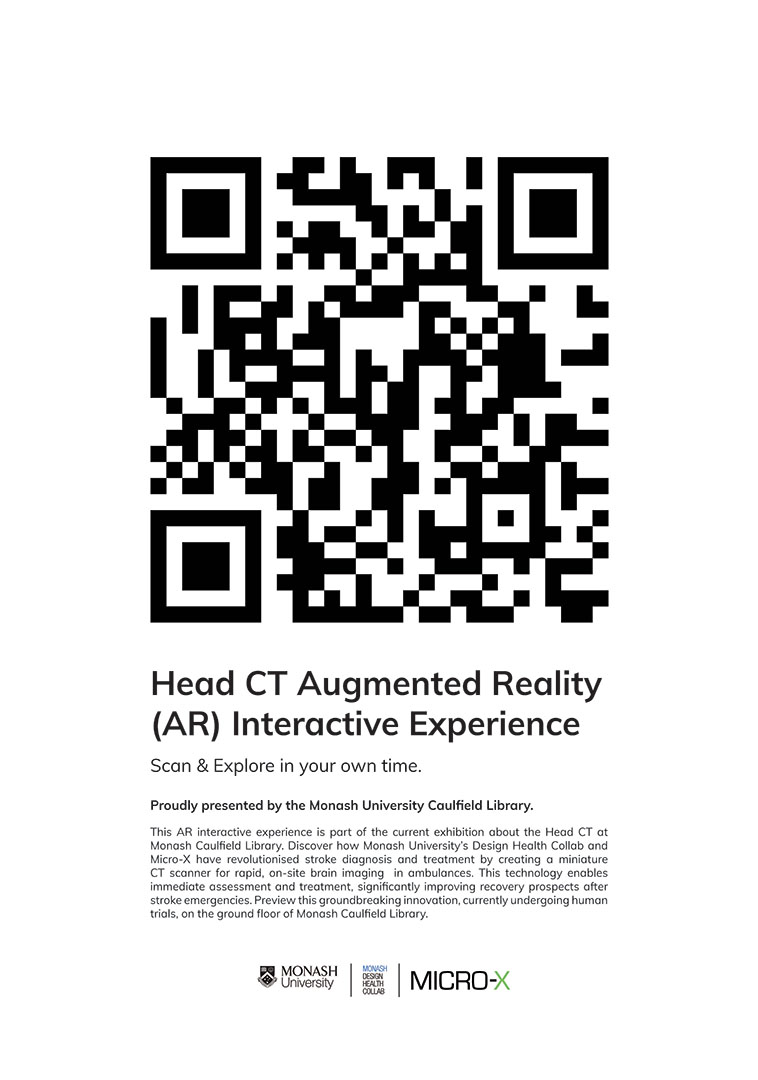 Head CT Augmented Reality
(AR) Interactive Experience
Scan & Explore in your own time.
Proudly presented by the Monash University Caulfield Library.
This AR interactive experience is part of the current exhibition about the Head CT at
Monash Caulfield Library. Discover how Monash University's Design Health Collab and
Micro-X have revolutionised stroke diagnosis and treatment by creating a miniature
CT scanner for rapid, on-site brain imaging in ambulances. This technology enables
immediate assessment and treatment, significantly improving recovery prospects after
stroke emergencies. Preview this groundbreaking innovation, currently undergoing human
trials, on the ground floor of Monash Caulfield Library.
MONASH
University
MONASH
DESIGN
HEALTH
COLLAB
MICRO-X